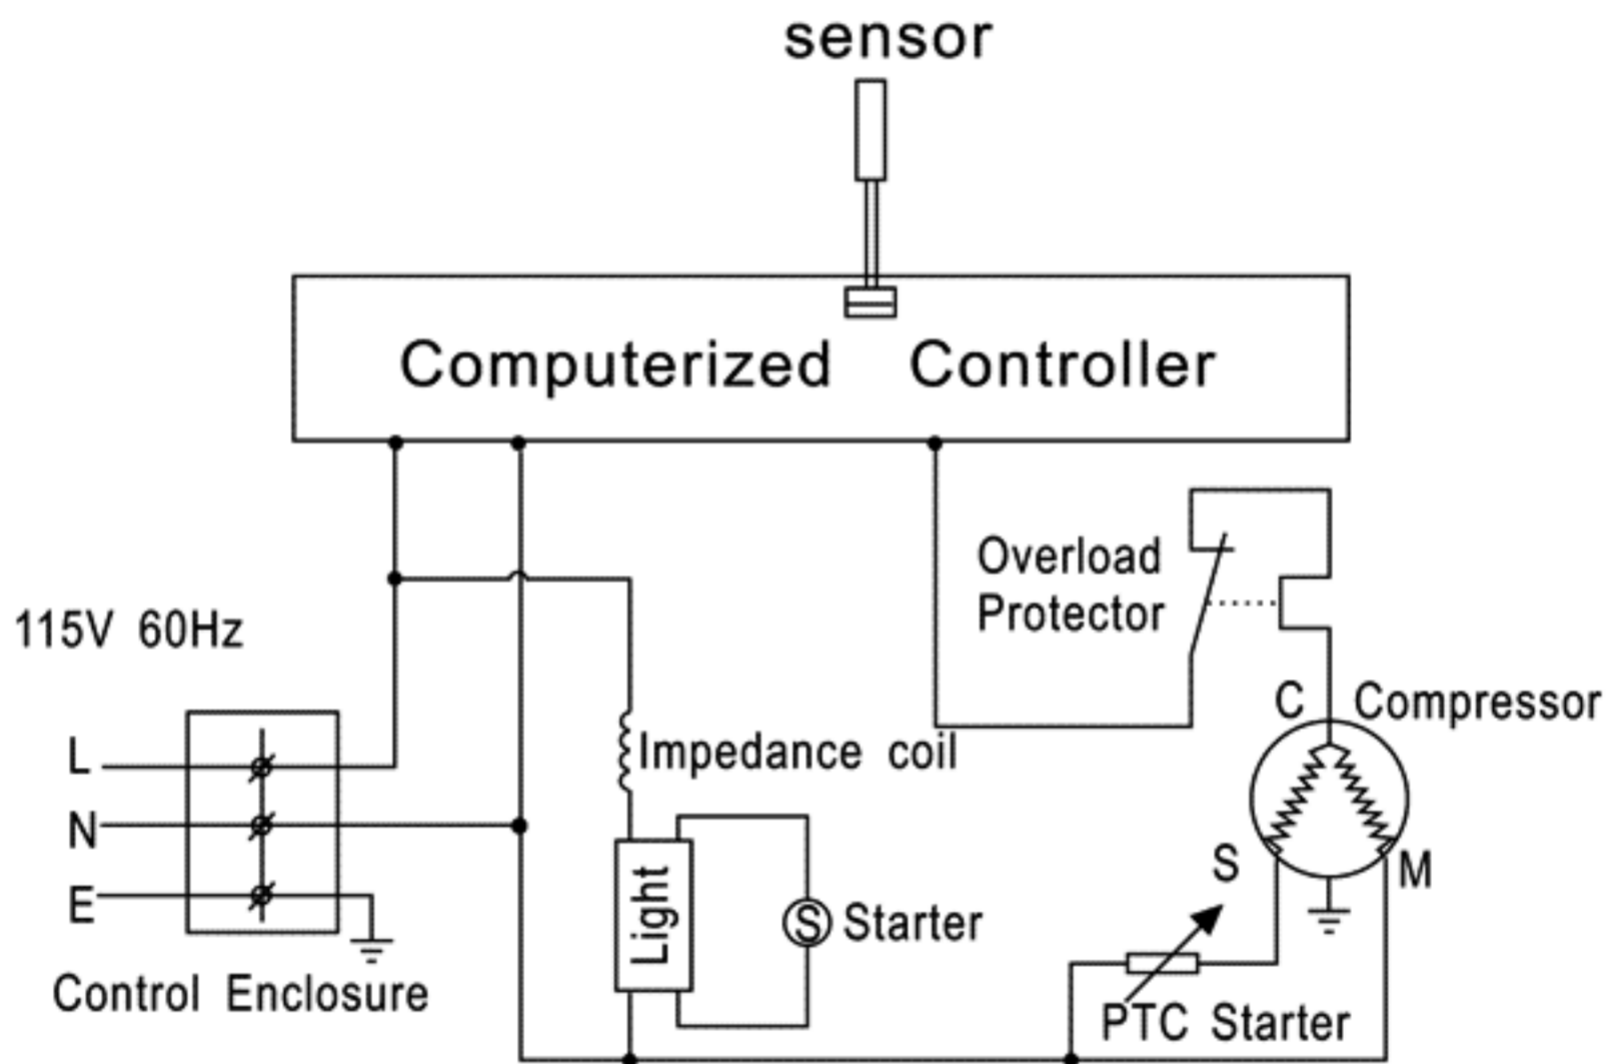 sensor
Computerized Controller
Overload
Protector
115V 60Hz
C Compressor
L
Impedance coil
N
S
M
E
Light
S Starter
Control Enclosure
PTC Starter